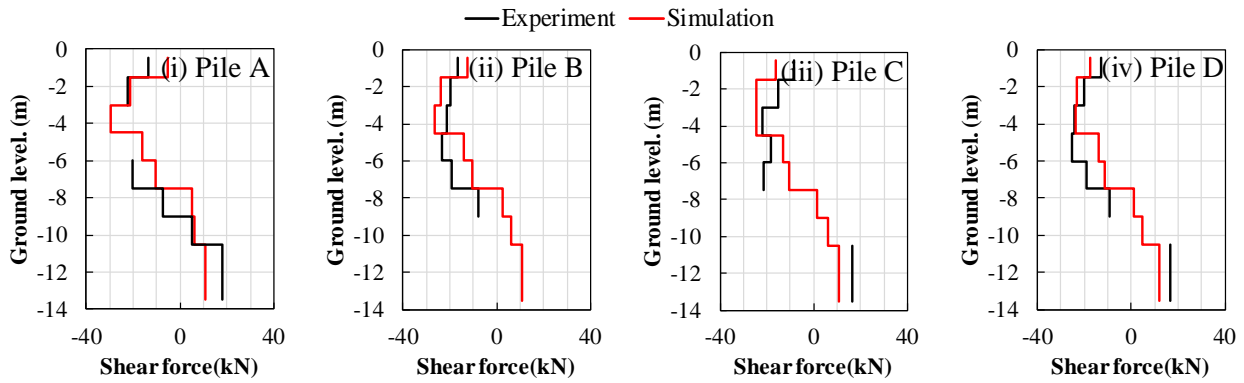 Experiment Simulation
(i) Pile A
(ii) Pile B
(iii) Pile C
(iv) Pile D
Ground level. (m)
0
-2
-4
-6
-8
-10
-12
-14
-40 0 40
Shear force(kN)
Ground level. (m)
0
-2
-4
-6
-8
-10
-12
-14
-40 0 40
Shear force(kN)
Ground level. (m)
0
-2
-4
-6
-8
-10
-12
-14
-40 0 40
Shear force(kN)
Ground level. (m)
0
-2
-4
-6
-8
-10
-12
-14
-40 0 40
Shear force(kN)